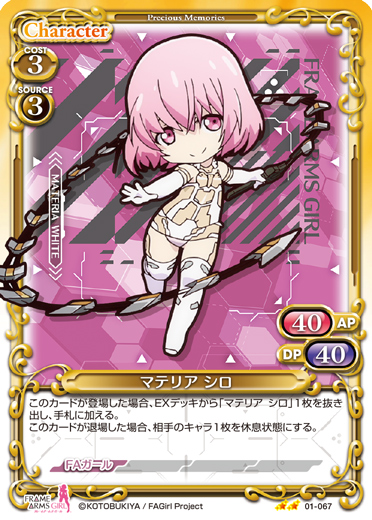 Precious Memories
Character
COST
3
SOURCE
3
FRAME ARMS GIRL
MATERIA WHITE
40 AP
DP 40
マテリア シロ
このカードが登場した場合、EXデッキから「マテリア シロ」1枚を抜き
出し、手札に加える。
このカードが退場した場合、相手のキャラ1枚を休息状態にする。
FAガール
FRAME
ARMS GIRL
©KOTOBUKIYA / FAGirl Project
01-067